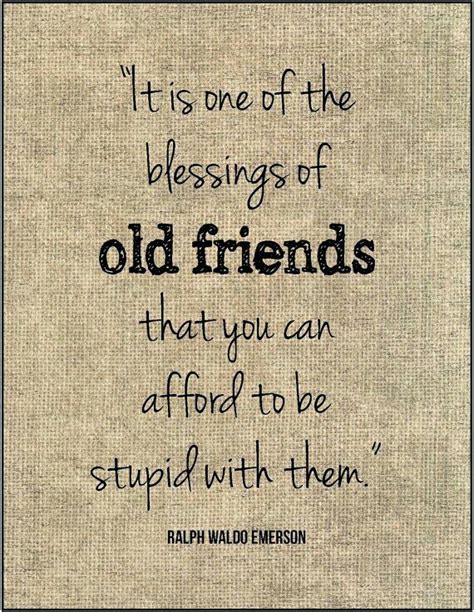 "It is one of the
blessings of
old friends
that you can
afford to be
stupid with them."
RALPH WALDO EMERSON